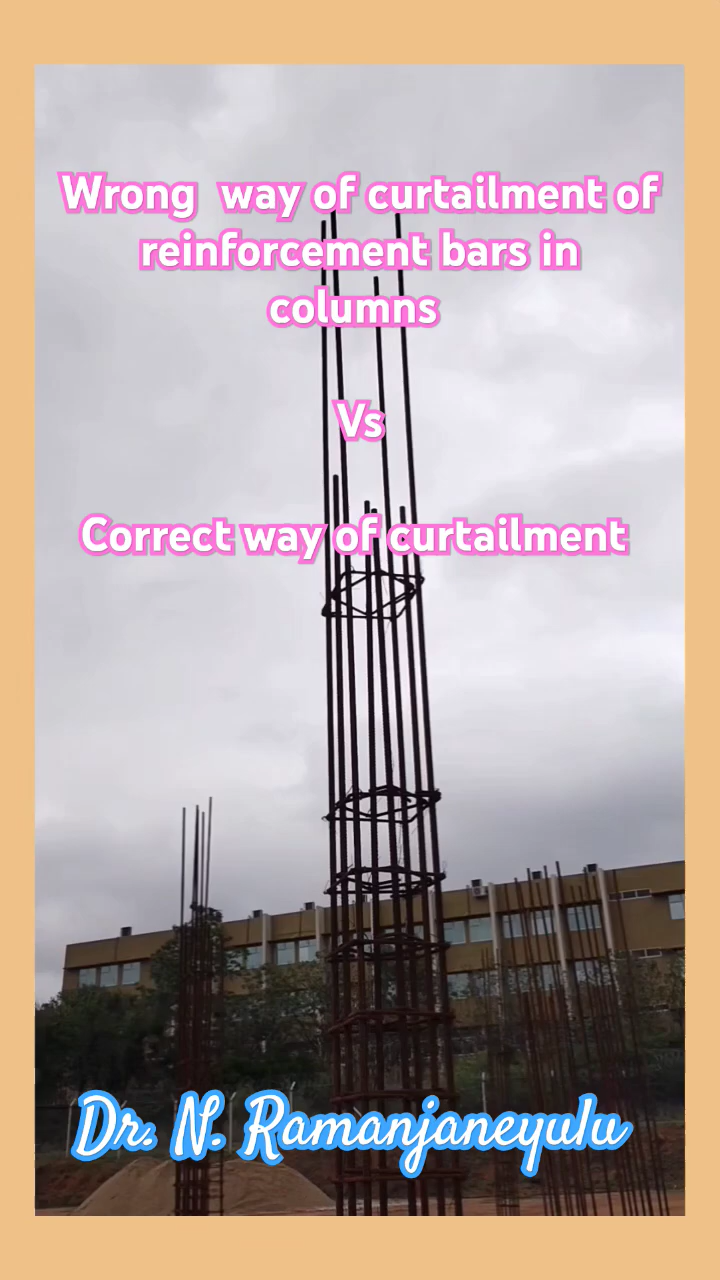 Wrong way of curtailment of
reinforcement bars in
columns
Vs
Correct way of curtailment
Dr. N. Ramanjaneyulu